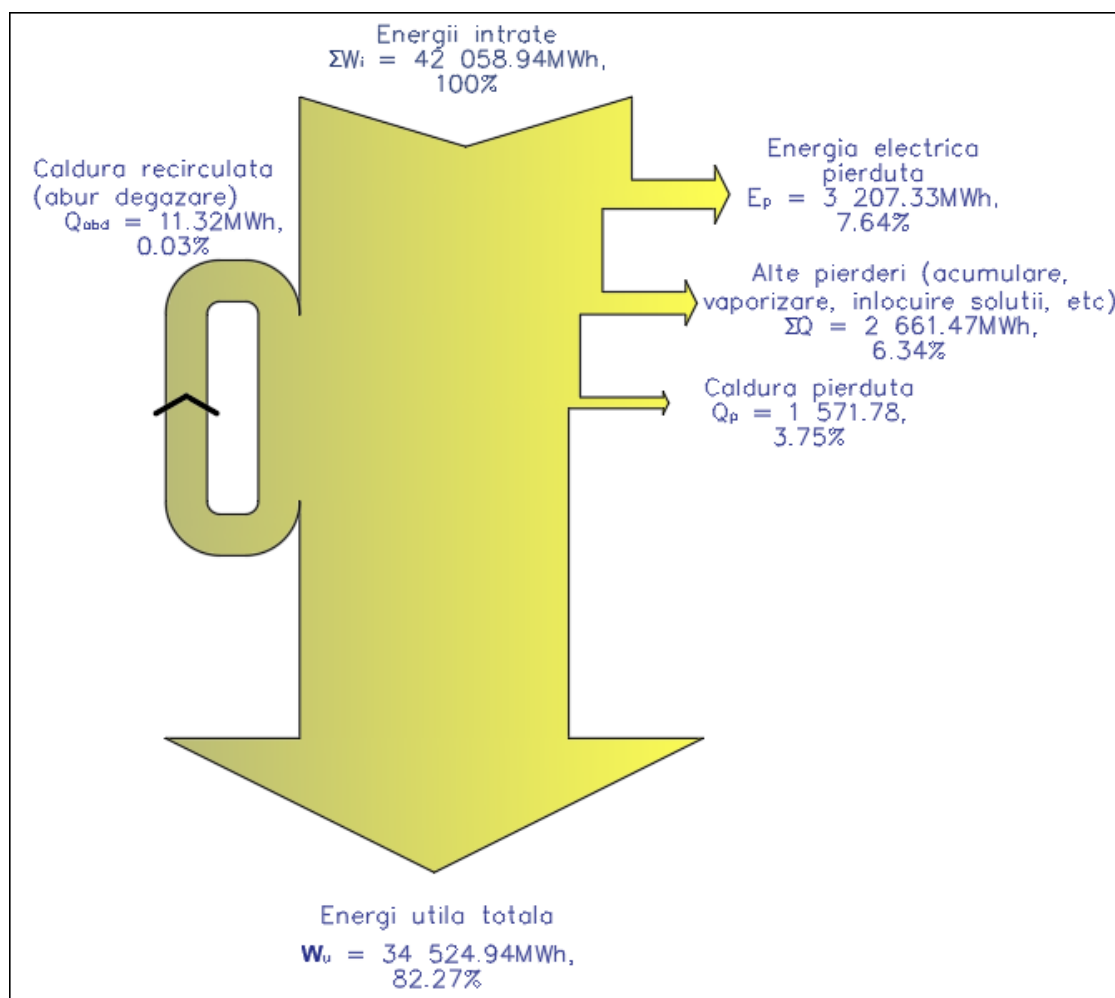 Energii intrate
ΣWi = 42 058.94MWh,
100%
Caldura recirculata
(abur degazare)
Qabd = 11.32MWh,
0.03%
Energia electrica
pierduta
Ep = 3 207.33MWh,
7.64%
Alte pierderi (acumulare,
vaporizare, inlocuire solutii, etc)
ΣQ = 2 661.47MWh,
6.34%
Caldura pierduta
Qp = 1 571.78,
3.75%
Energi utila totala
Wu = 34 524.94MWh,
82.27%